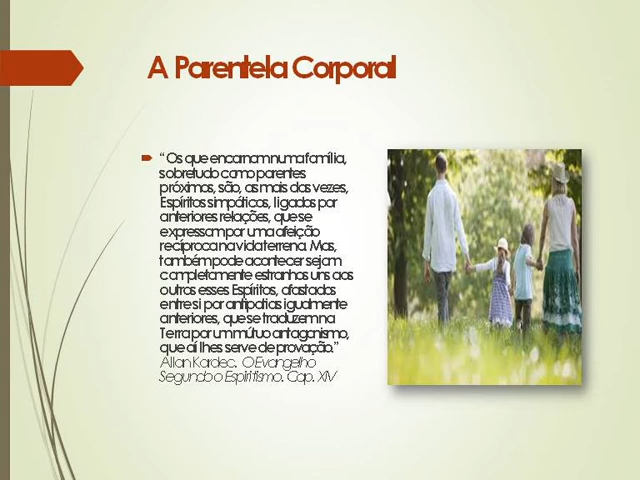 A Parentela Corporal
“Os que encarnam numa família,
sobretudo como parentes
próximos, são, as mais das vezes,
Espíritos simpáticos, ligados por
anteriores relações, que se
expressam por uma afeição
recíproca na vida terrena. Mas,
também pode acontecer sejam
completamente estranhos uns aos
outros esses Espíritos, afastados
entre si por antipatias igualmente
anteriores, que se traduzem na
Terra por um mútuo antagonismo,
que aí lhes serve de provação.”
Allan Kardec. O Evangelho
Segundo o Espiritismo. Cap. XIV